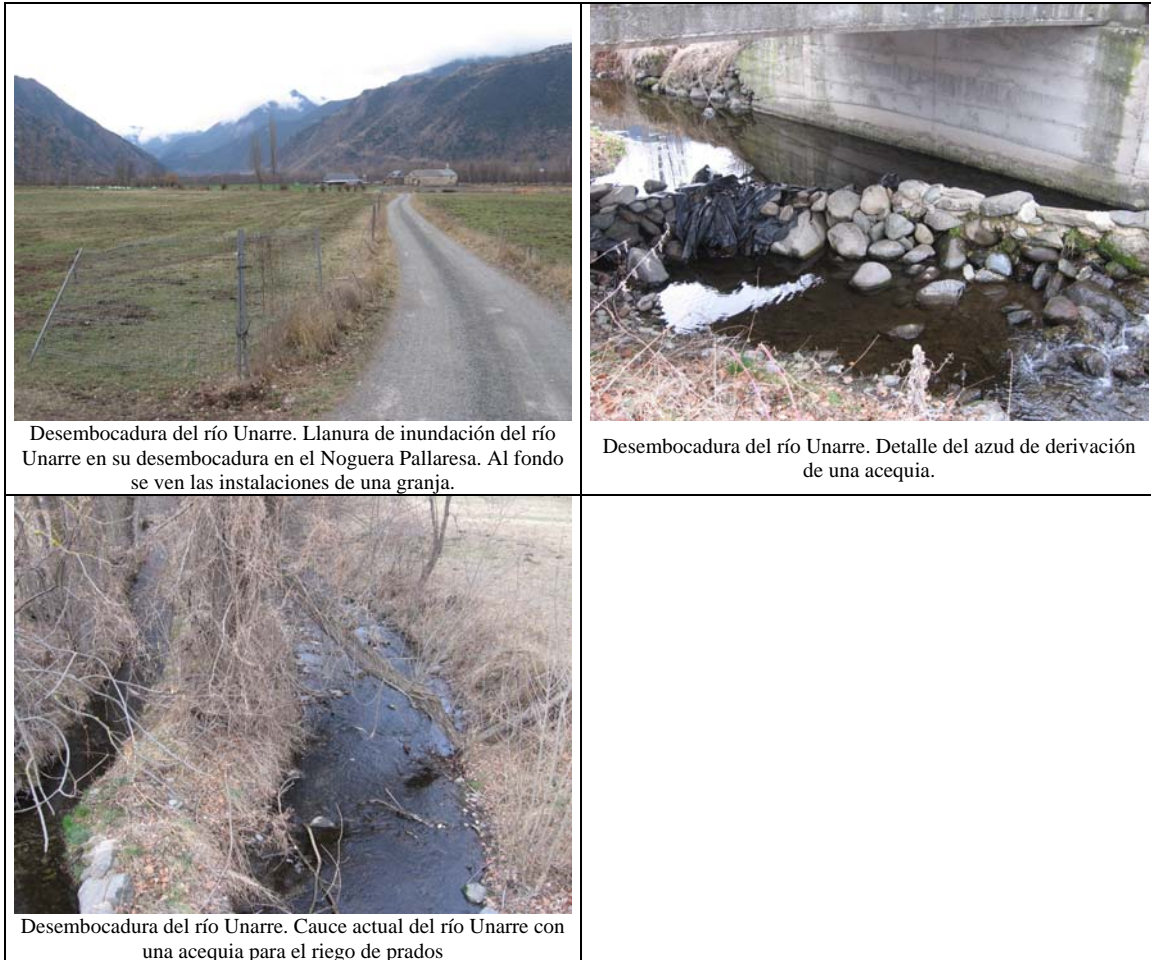 Desembocadura del río Unarre. Llanura de inundación del río
Unarre en su desembocadura en el Noguera Pallaresa. Al fondo
se ven las instalaciones de una granja.
Desembocadura del río Unarre. Detalle del azud de derivación
de una acequia.
Desembocadura del río Unarre. Cauce actual del río Unarre con
una acequia para el riego de prados